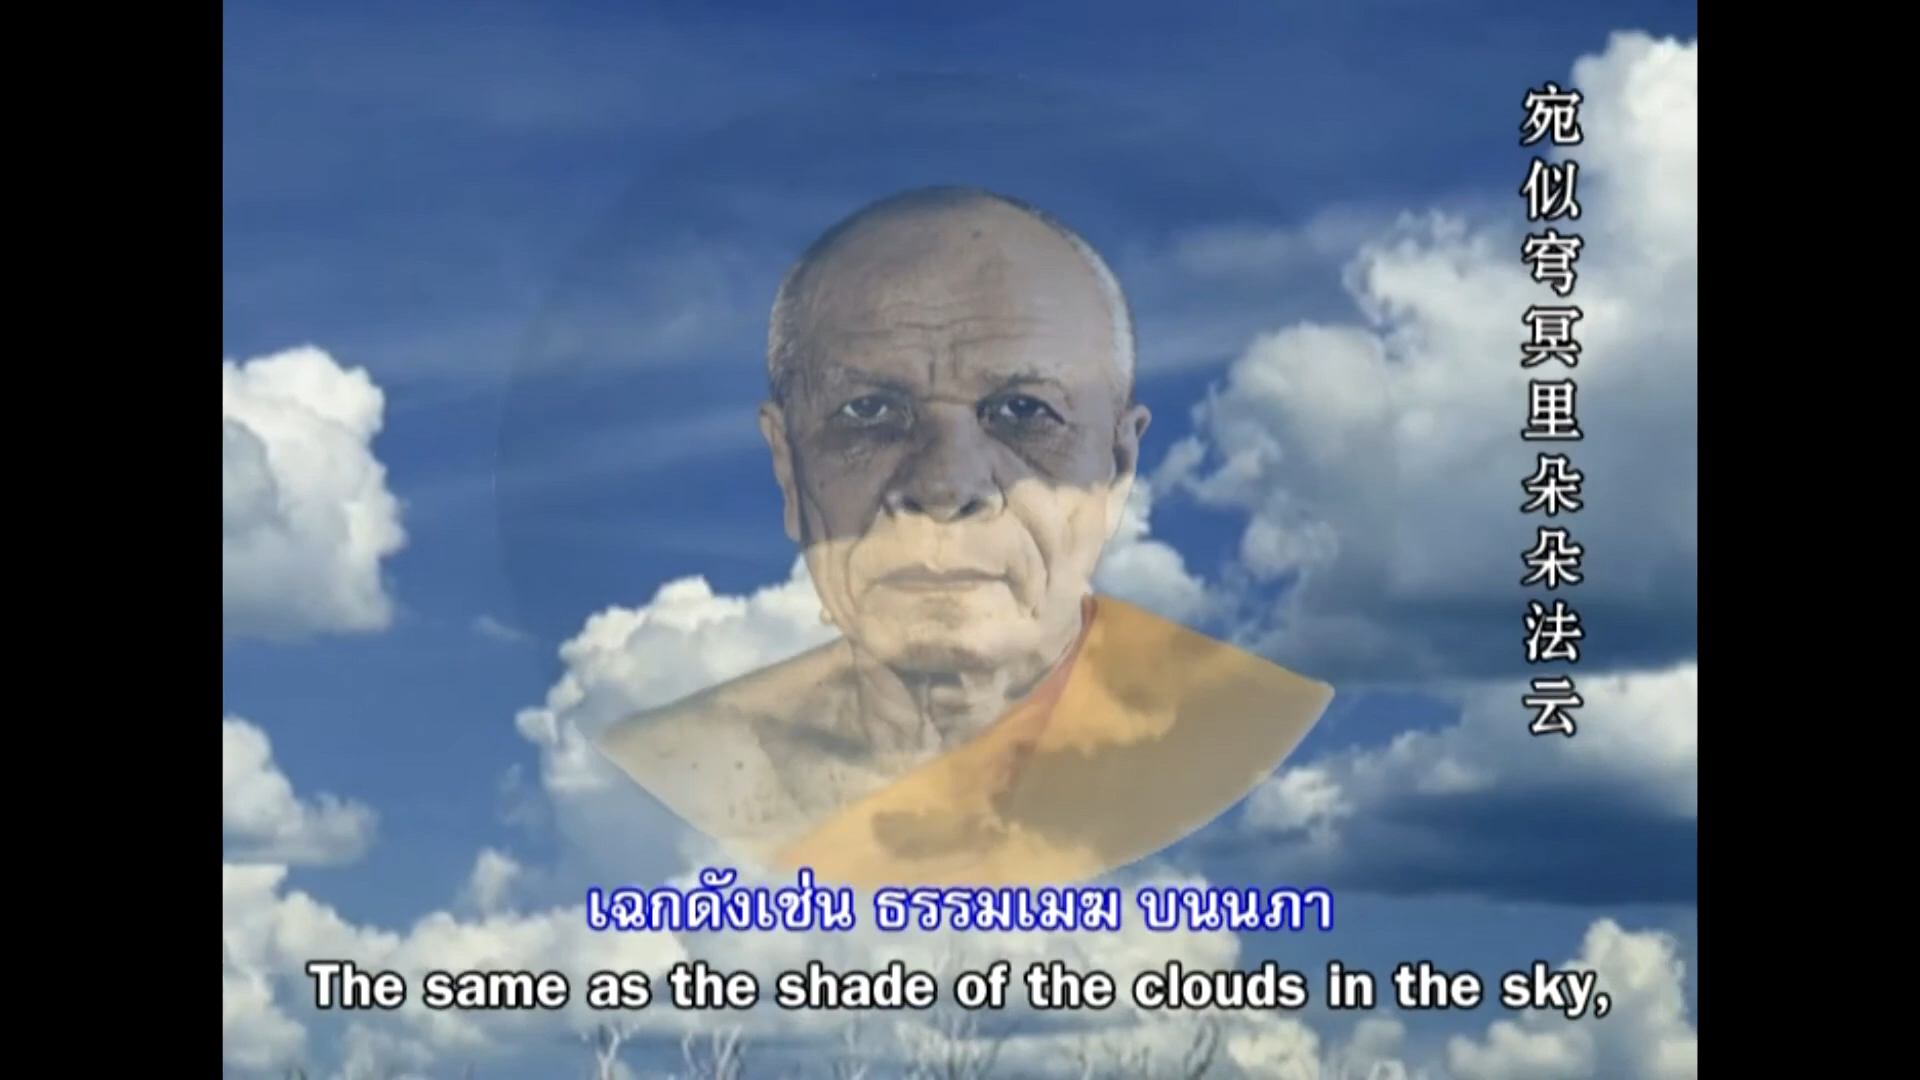 宛似穹冥里朵朵法云
เฉกดังเช่น ธรรมเมฆ บนนภา
The same as the shade of the clouds in the sky,